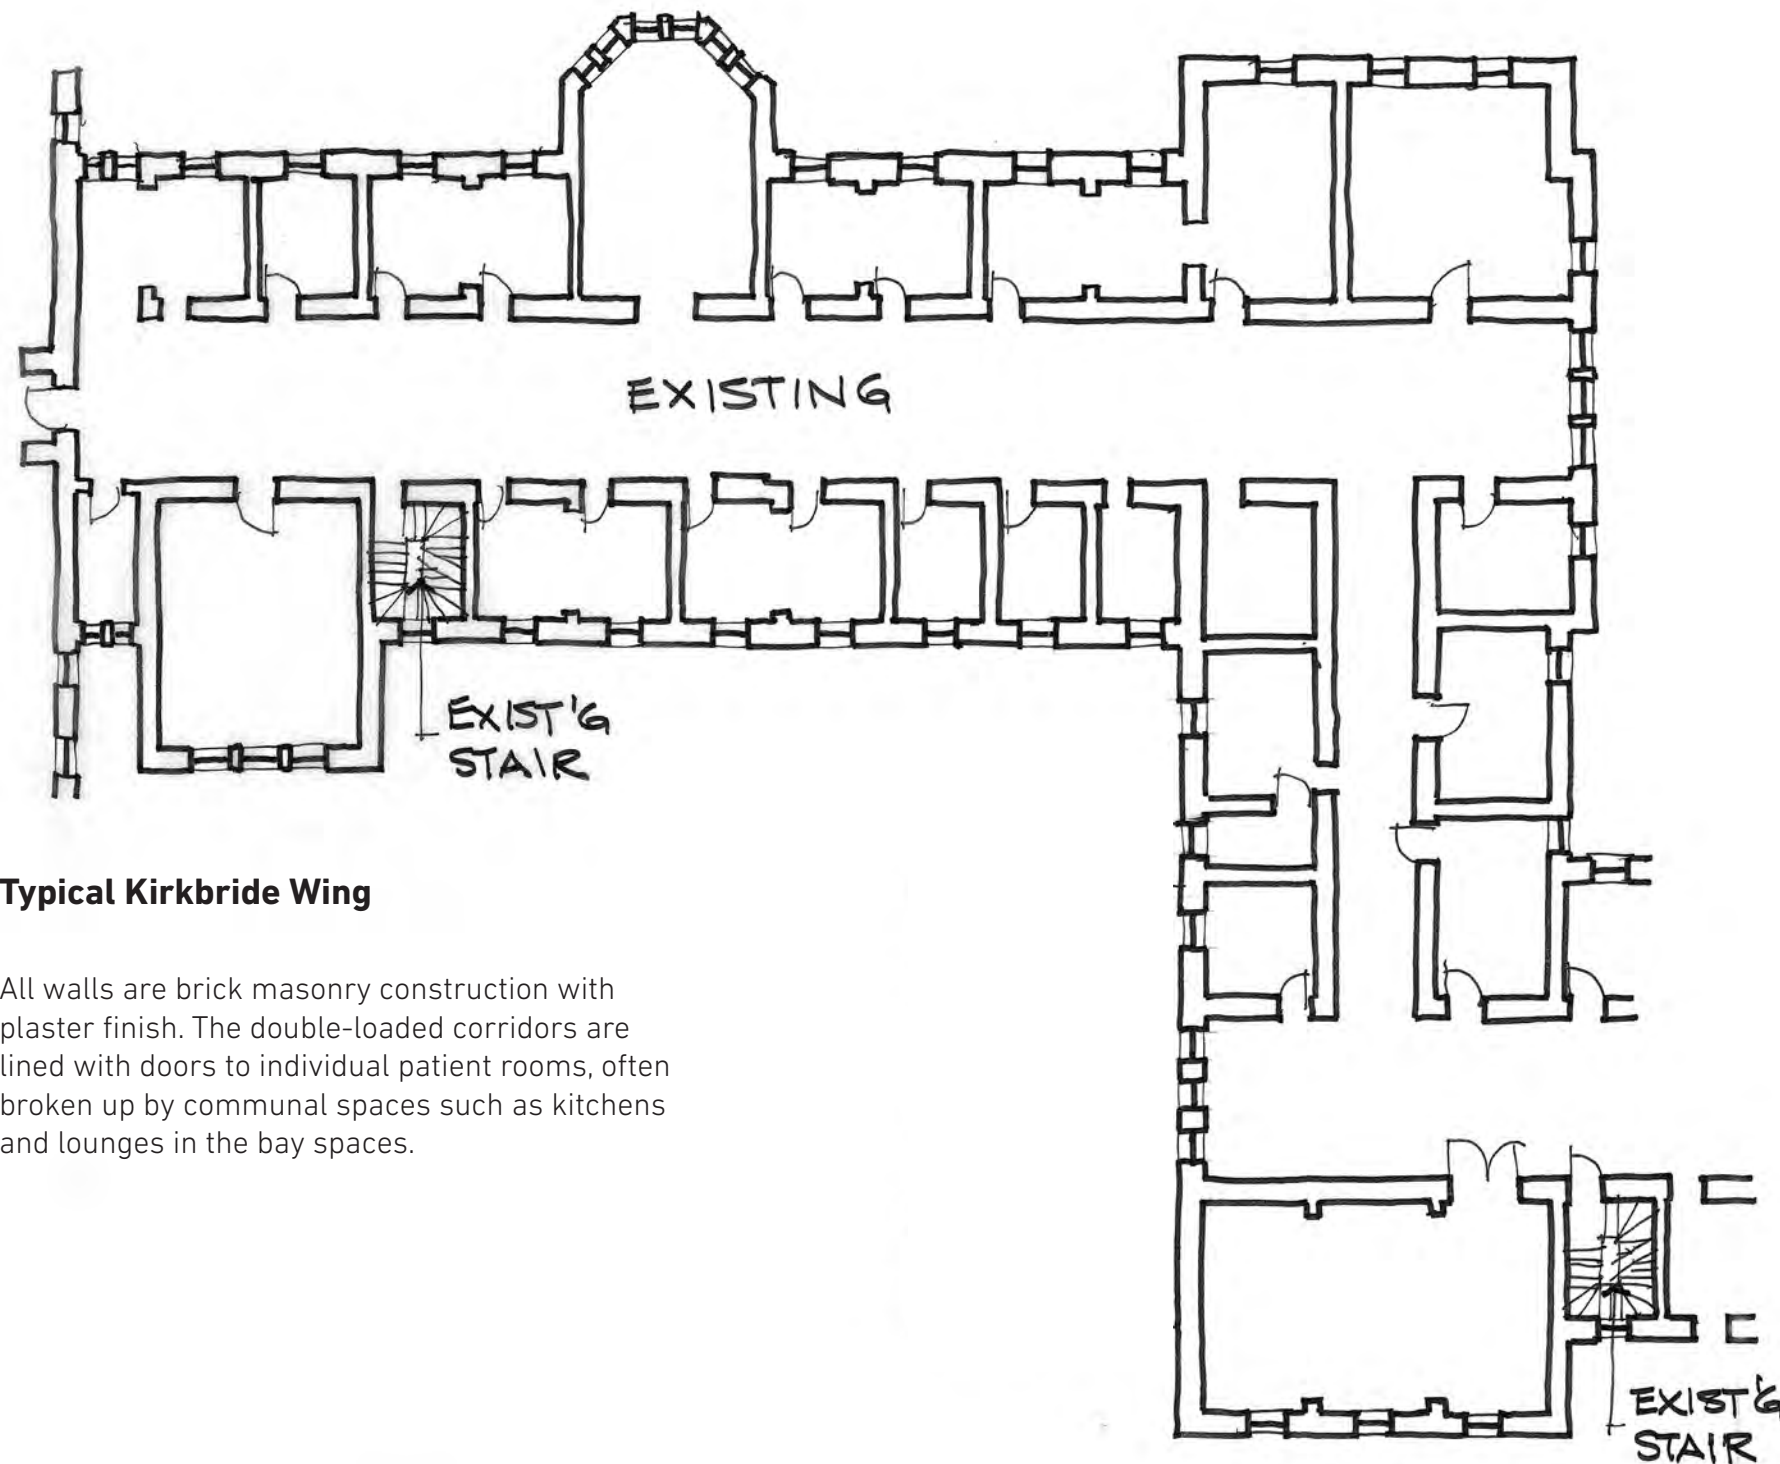 EXISTING
EXIST'G
STAIR
Typical Kirkbride Wing
All walls are brick masonry construction with
plaster finish. The double-loaded corridors are
lined with doors to individual patient rooms, often
broken up by communal spaces such as kitchens
and lounges in the bay spaces.
EXIST'G
STAIR